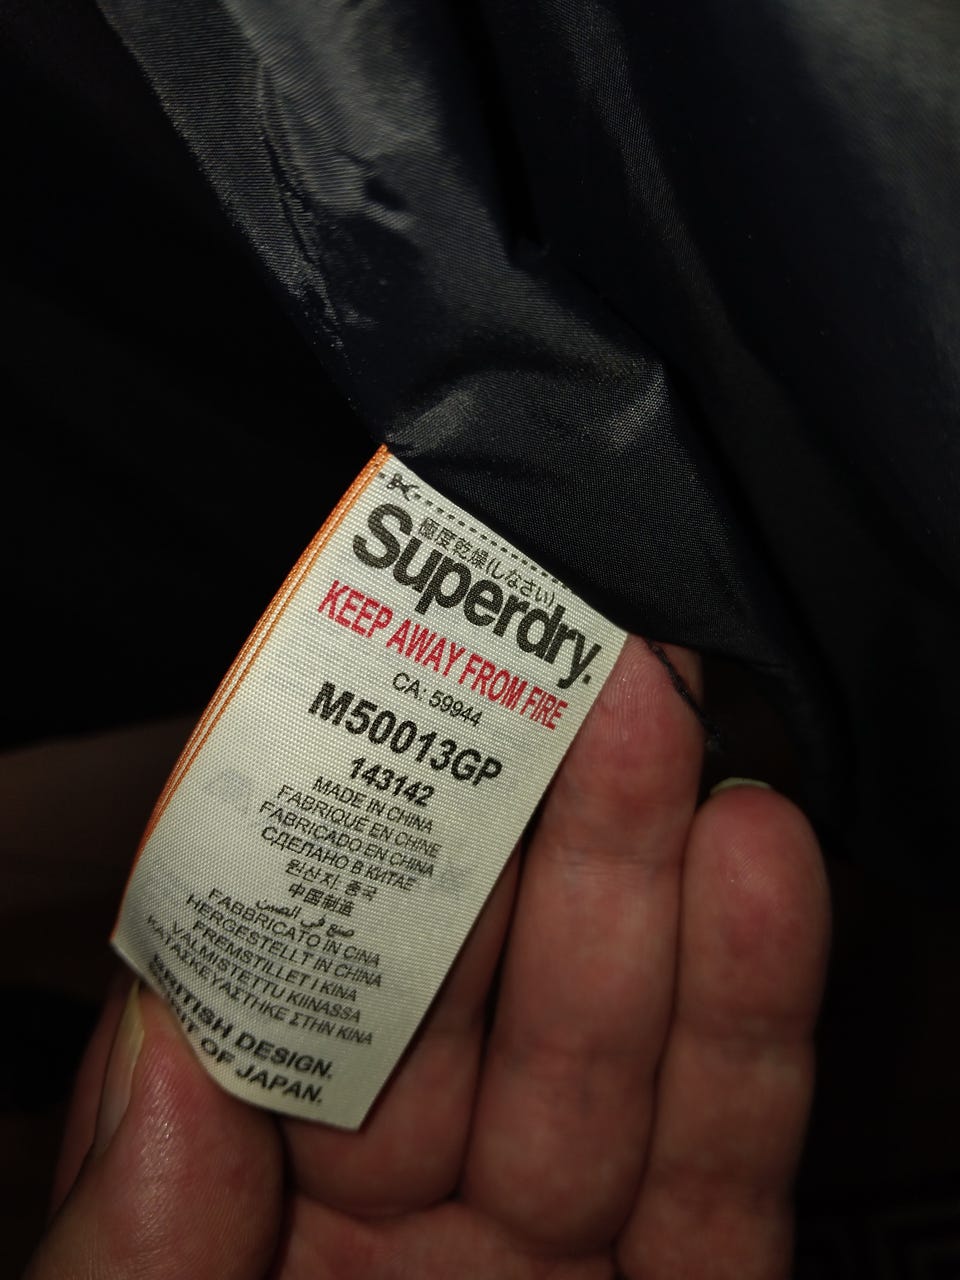 極度乾燥(しなさい)
Superdry.
KEEP AWAY FROM FIRE
CA: 59944
M50013GP
143142
MADE IN CHINA
FABRIQUÉ EN CHINE
FABRICADO EN CHINA
СДЕЛАНО В КИТАЕ
원산지 중국
中国制造
صنع في الصين
FABBRICATO IN CINA
HERGESTELLT IN CHINA
FREMSTILLET I KINA
VALMISTETTU KIINASSA
ΚΑΤΑΣΚΕΥΑΣΤΗΚΕ ΣΤΗΝ ΚΙΝΑ
BRITISH DESIGN.
OF JAPAN.